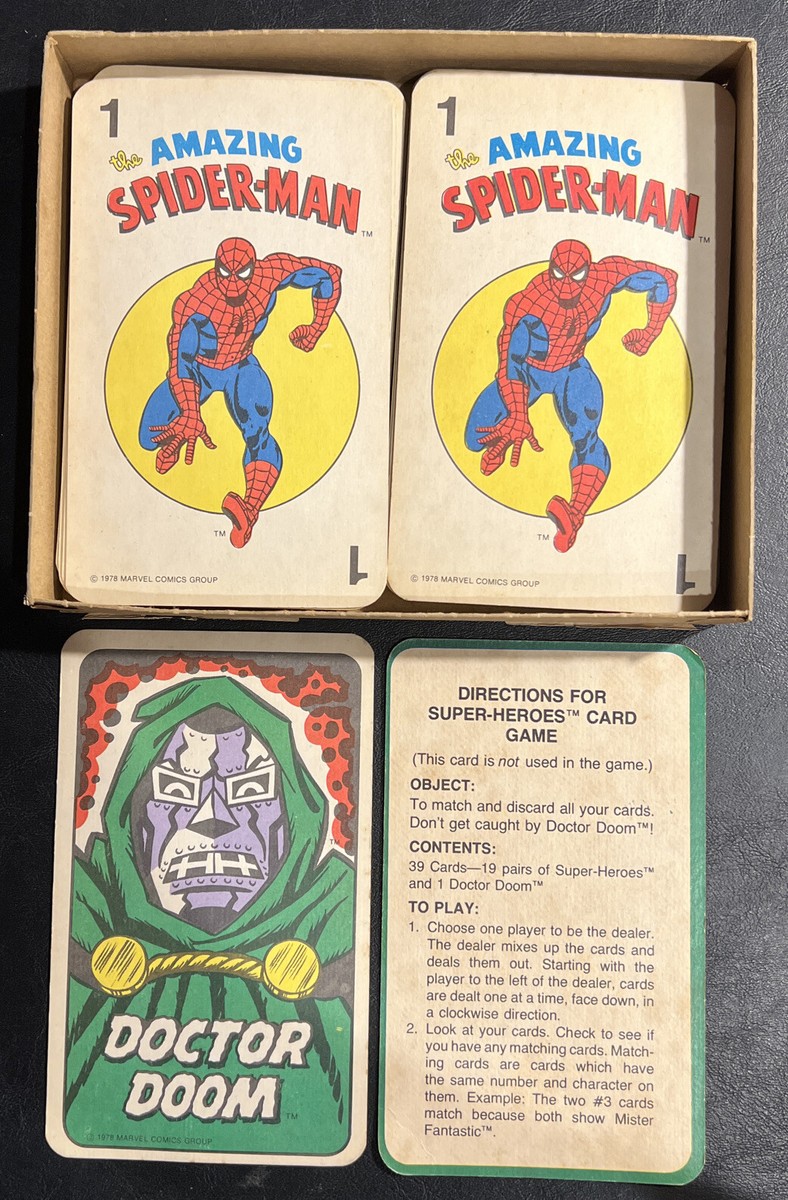 1
the AMAZING
SPIDER-MAN™
TM
© 1978 MARVEL COMICS GROUP
1
1
the AMAZING
SPIDER-MAN™
TM
© 1978 MARVEL COMICS GROUP
1
TM
DOCTOR
DOOM™
© 1978 MARVEL COMICS GROUP
DIRECTIONS FOR
SUPER-HEROES™ CARD
GAME
(This card is not used in the game.)
OBJECT:
To match and discard all your cards.
Don't get caught by Doctor Doom™!
CONTENTS:
39 Cards—19 pairs of Super-Heroes™
and 1 Doctor Doom™
TO PLAY:
1. Choose one player to be the dealer.
The dealer mixes up the cards and
deals them out. Starting with the
player to the left of the dealer, cards
are dealt one at a time, face down, in
a clockwise direction.
2. Look at your cards. Check to see if
you have any matching cards. Match-
ing cards are cards which have
the same number and character on
them. Example: The two #3 cards
match because both show Mister
Fantastic™.